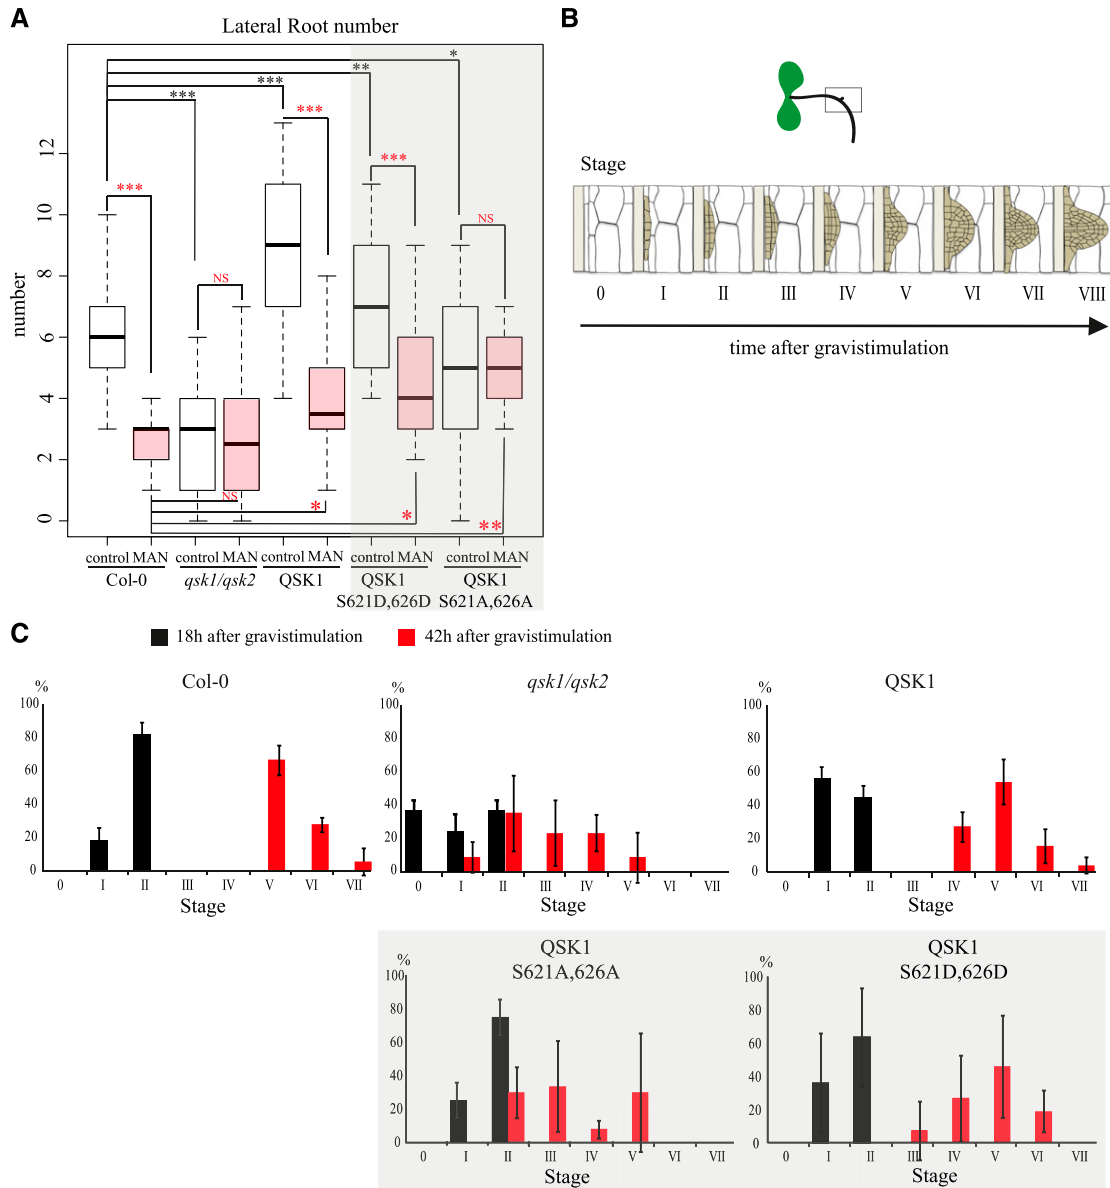 A
Lateral Root number
number
0
2
4
6
8
10
12
***
***
***
***
**
***
*
NS
NS
NS
*
*
**
control MAN
control MAN
control MAN
control MAN
control MAN
Col-0
qsk1/qsk2
QSK1
QSK1
S621D,626D
QSK1
S621A,626A
B
Stage
0 I II III IV V VI VII VIII
time after gravistimulation
C
18h after gravistimulation
42h after gravistimulation
Col-0
%
100
80
60
40
20
0
0 I II III IV V VI VII
Stage
qsk1/qsk2
%
100
80
60
40
20
0
0 I II III IV V VI VII
Stage
QSK1
%
100
80
60
40
20
0
0 I II III IV V VI VII
Stage
QSK1
S621A,626A
%
100
80
60
40
20
0
0 I II III IV V VI VII
Stage
QSK1
S621D,626D
%
100
80
60
40
20
0
0 I II III IV V VI VII
Stage